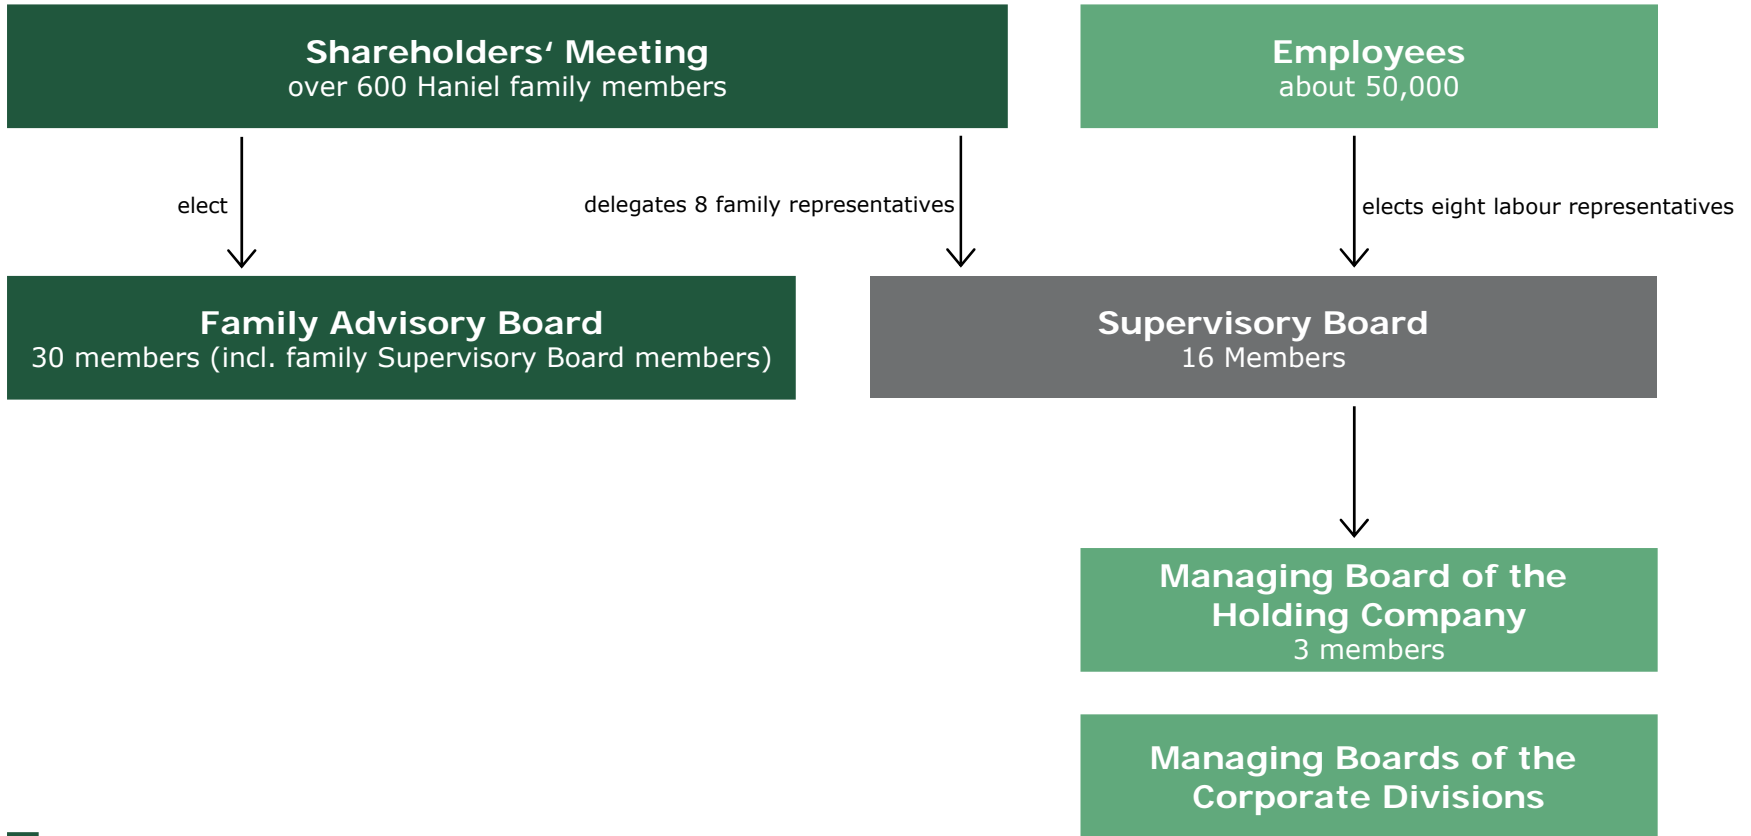 Shareholders‘ Meeting
over 600 Haniel family members
Employees
about 50,000
elect
delegates 8 family representatives
elects eight labour representatives
Family Advisory Board
30 members (incl. family Supervisory Board members)
Supervisory Board
16 Members
Managing Board of the
Holding Company
3 members
Managing Boards of the
Corporate Divisions